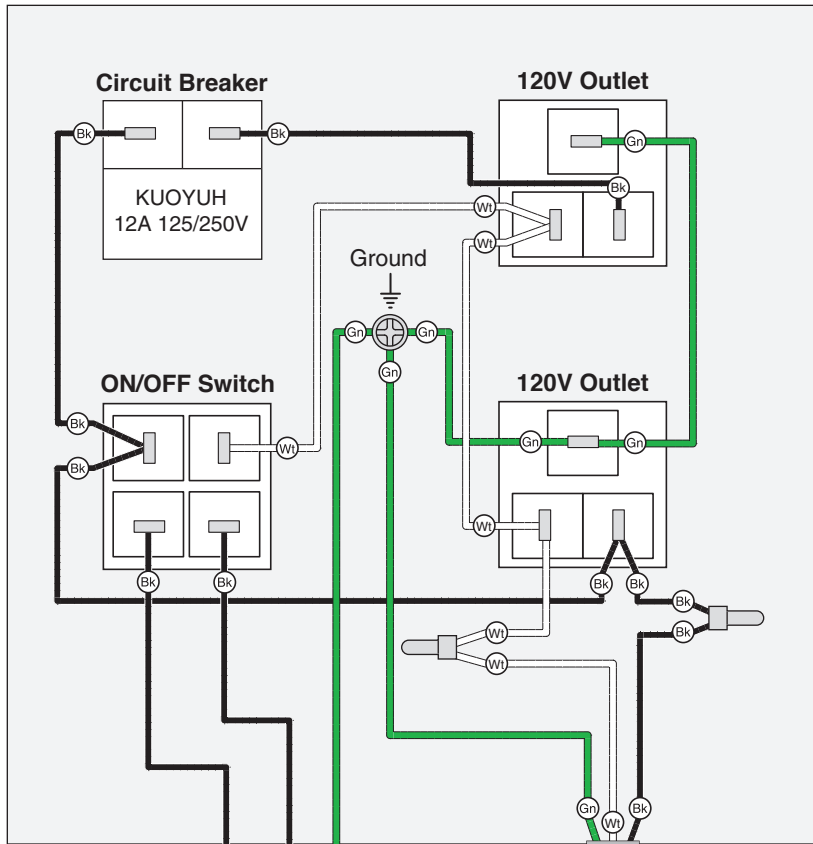 Circuit Breaker
120V Outlet
Bk
Bk
Gn
KUOYUH
12A 125/250V
Bk
Wt
Wt
Ground
Gn
Gn
Gn
ON/OFF Switch
120V Outlet
Bk
Wt
Gn
Gn
Bk
Wt
Bk
Bk
Bk
Bk
Bk
Wt
Bk
Wt
Gn
Wt
Bk